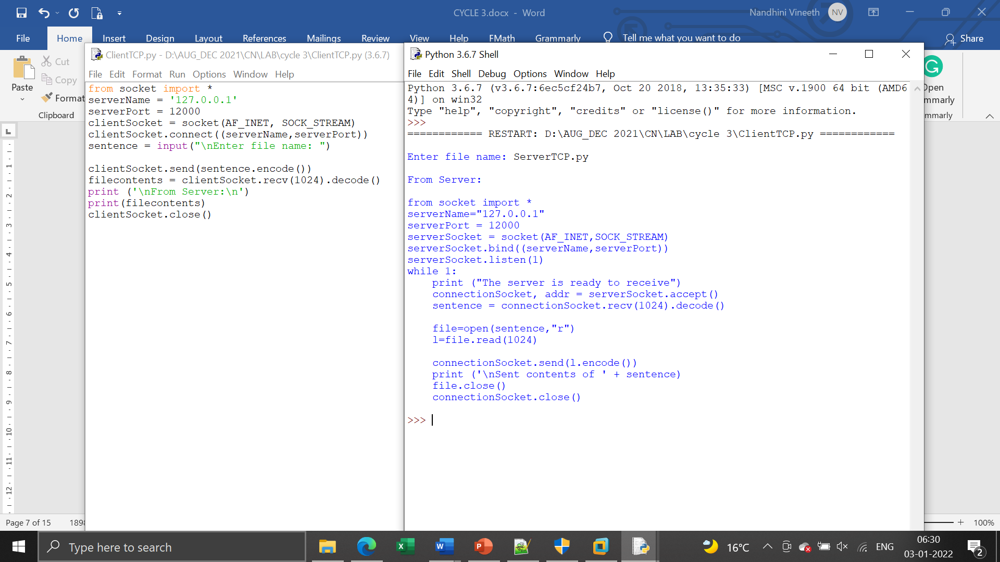 CYCLE 3.docx - Word
Nandhini Vineeth NV
File Home Insert Design Layout References Mailings Review View Help FMath Grammarly Tell me what you want to do Share
Cut
Copy
Paste
Format
Clipboard
ClientTCP.py - D:\AUG_DEC 2021\CN\LAB\cycle 3\ClientTCP.py (3.6.7)
File Edit Format Run Options Window Help
from socket import *
serverName = '127.0.0.1'
serverPort = 12000
clientSocket = socket(AF_INET, SOCK_STREAM)
clientSocket.connect((serverName,serverPort))
sentence = input("\nEnter file name: ")
clientSocket.send(sentence.encode())
filecontents = clientSocket.recv(1024).decode()
print ('\nFrom Server:\n')
print(filecontents)
clientSocket.close()
Python 3.6.7 Shell
File Edit Shell Debug Options Window Help
Python 3.6.7 (v3.6.7:6ec5cf24b7, Oct 20 2018, 13:35:33) [MSC v.1900 64 bit (AMD6
4)] on win32
Type "help", "copyright", "credits" or "license()" for more information.
>>>
============ RESTART: D:\AUG_DEC 2021\CN\LAB\cycle 3\ClientTCP.py ============
Enter file name: ServerTCP.py
From Server:
from socket import *
serverName="127.0.0.1"
serverPort = 12000
serverSocket = socket(AF_INET,SOCK_STREAM)
serverSocket.bind((serverName,serverPort))
serverSocket.listen(1)
while 1:
    print ("The server is ready to receive")
    connectionSocket, addr = serverSocket.accept()
    sentence = connectionSocket.recv(1024).decode()
    file=open(sentence,"r")
    l=file.read(1024)
    connectionSocket.send(l.encode())
    print ('\nSent contents of ' + sentence)
    file.close()
    connectionSocket.close()
>>>
Open
mmarly
mmarly
L
1
2
3
4
5
6
7
8
9
10
11
12
Page 7 of 15 189
100%
Type here to search
16°C
ENG
06:30
03-01-2022
2